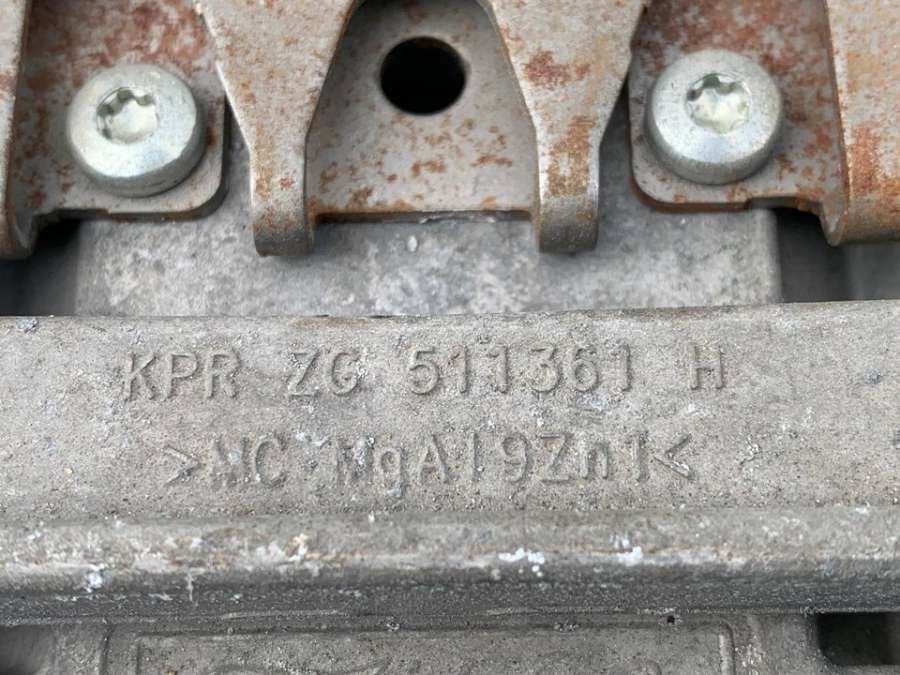 KPR ZG 511361 H
>MC MgAl9Zn1<